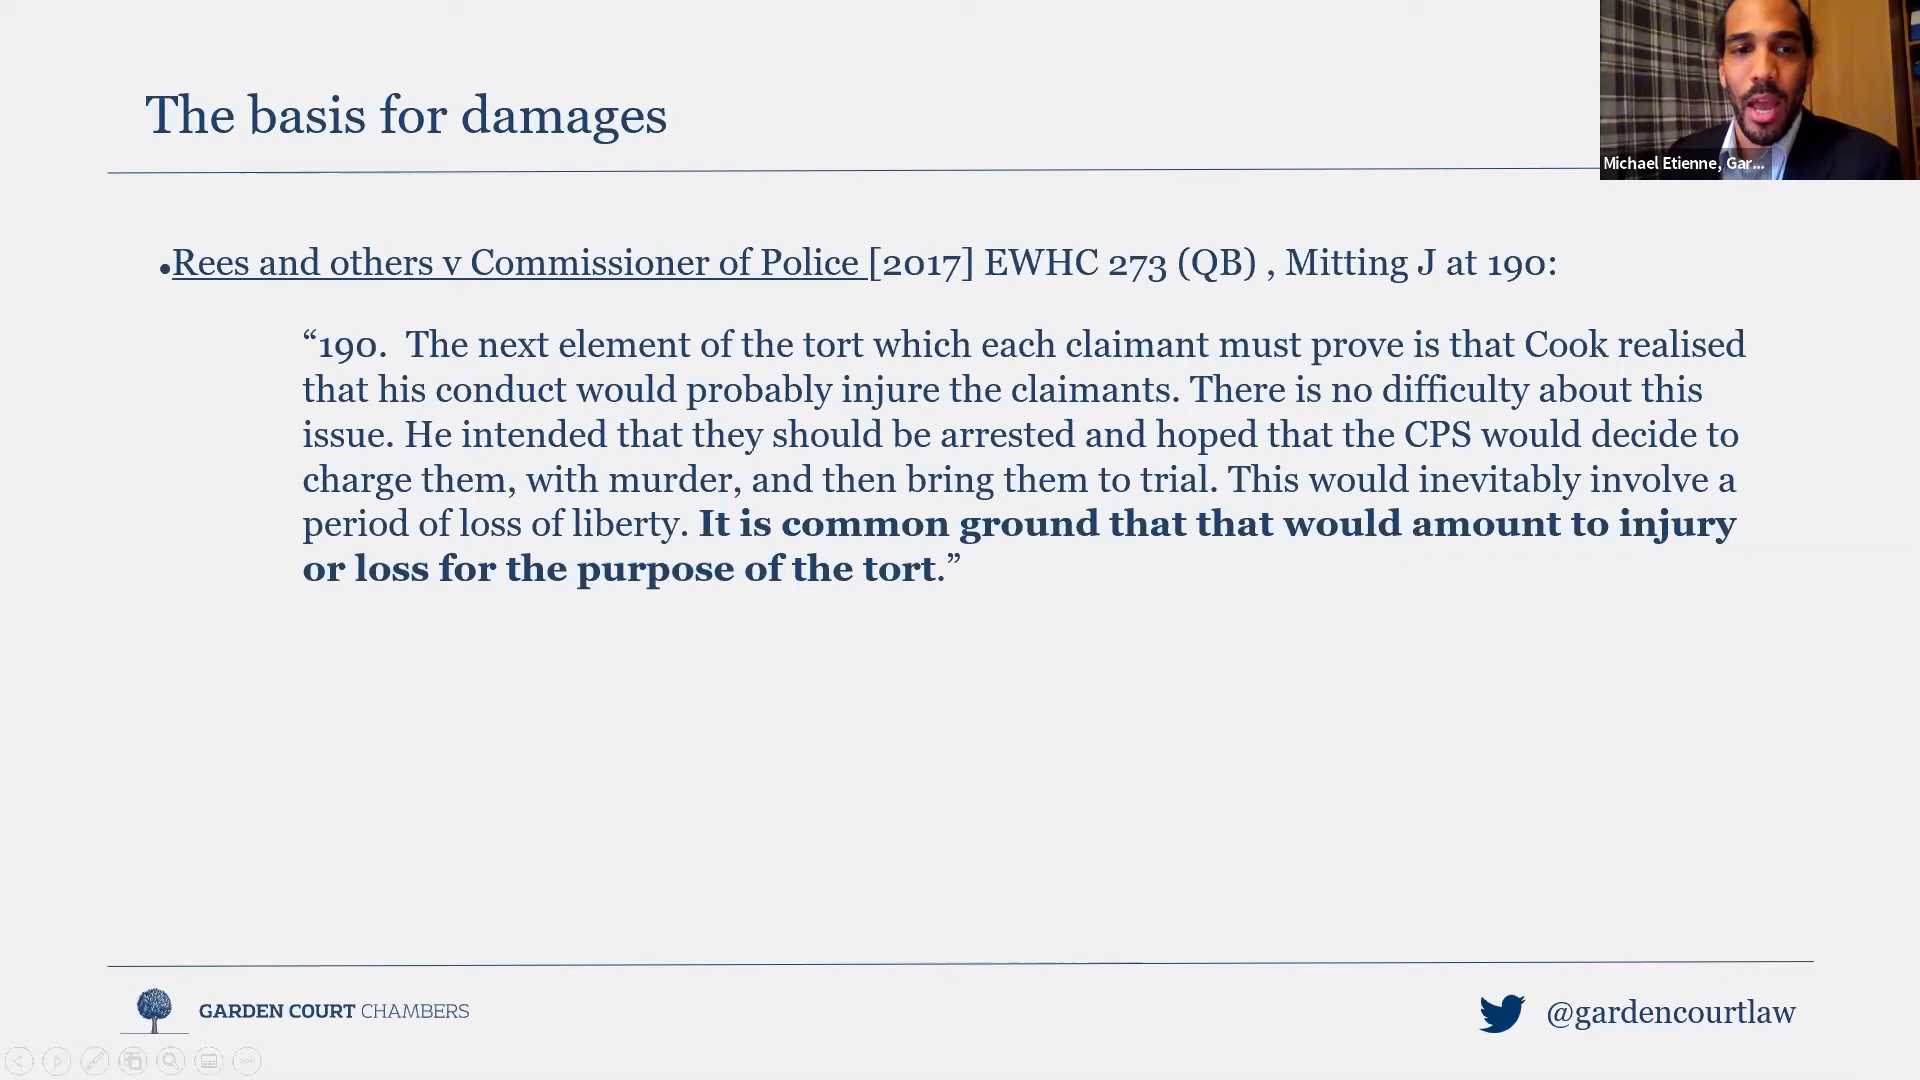 The basis for damages
Michael Etienne, Gar...
•Rees and others v Commissioner of Police [2017] EWHC 273 (QB) , Mitting J at 190:
“190.  The next element of the tort which each claimant must prove is that Cook realised
that his conduct would probably injure the claimants. There is no difficulty about this
issue. He intended that they should be arrested and hoped that the CPS would decide to
charge them, with murder, and then bring them to trial. This would inevitably involve a
period of loss of liberty. It is common ground that that would amount to injury
or loss for the purpose of the tort.”
GARDEN COURT CHAMBERS
@gardencourtlaw